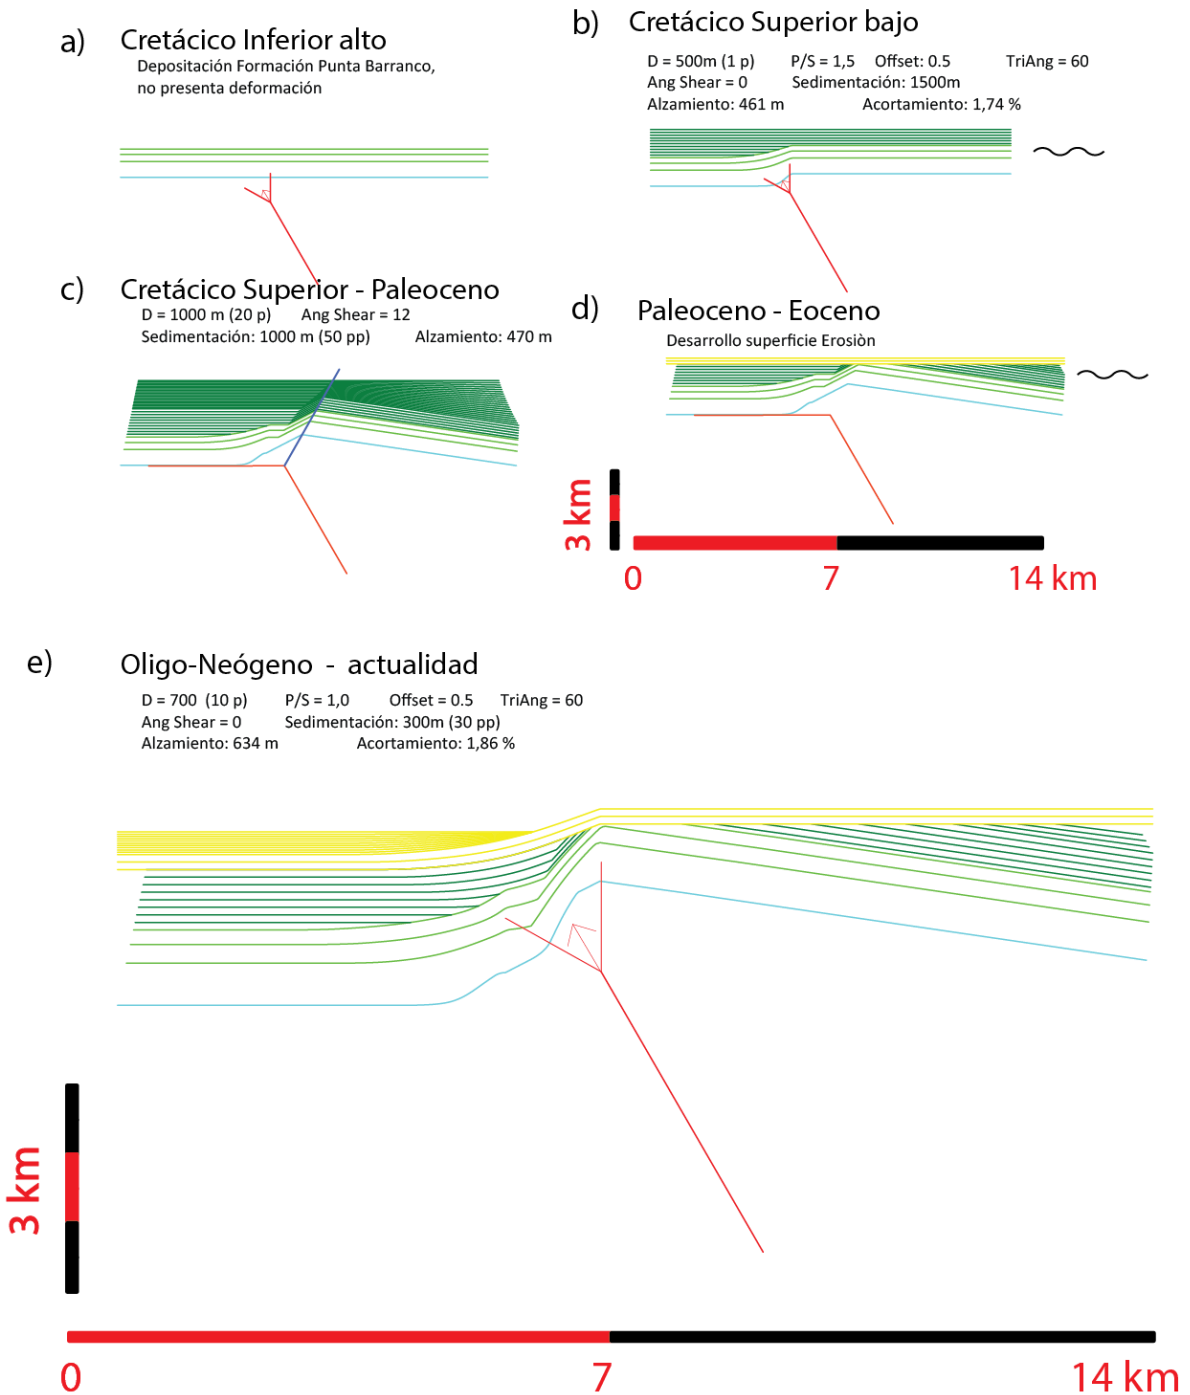 a) Cretácico Inferior alto
Depositación Formación Punta Barranco,
no presenta deformación
b) Cretácico Superior bajo
D = 500m (1 p) P/S = 1,5 Offset: 0.5 TriAng = 60
Ang Shear = 0 Sedimentación: 1500m
Alzamiento: 461 m Acortamiento: 1,74 %
c) Cretácico Superior - Paleoceno
D = 1000 m (20 p) Ang Shear = 12
Sedimentación: 1000 m (50 pp) Alzamiento: 470 m
d) Paleoceno - Eoceno
Desarrollo superficie Erosiòn
3 km
0 7 14 km
e) Oligo-Neógeno - actualidad
D = 700 (10 p) P/S = 1,0 Offset = 0.5 TriAng = 60
Ang Shear = 0 Sedimentación: 300m (30 pp)
Alzamiento: 634 m Acortamiento: 1,86 %
3 km
0 7 14 km